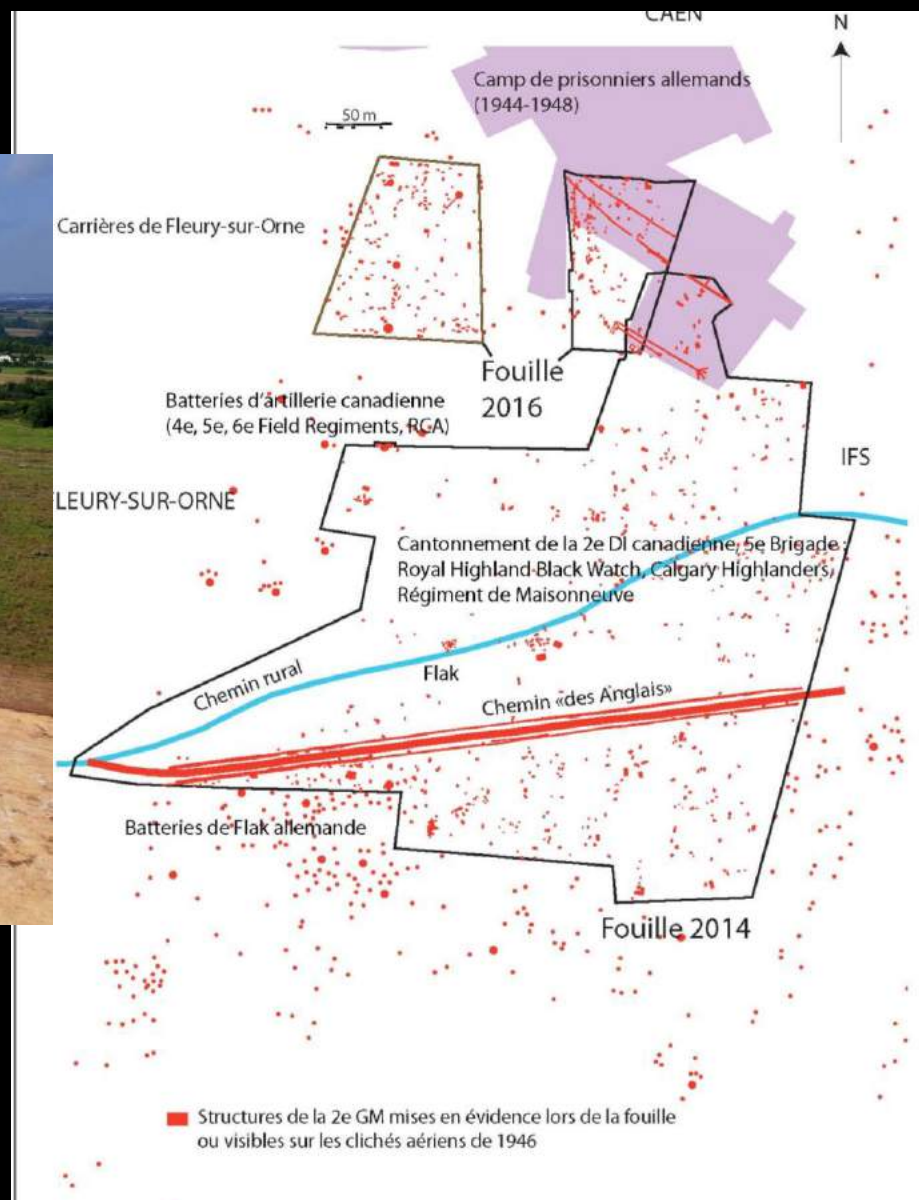 CAEN
N
Camp de prisonniers allemands
(1944-1948)
50 m
Carrières de Fleury-sur-Orne
Fouille
2016
Batteries d'artillerie canadienne
(4e, 5e, 6e Field Regiments, RCA)
IFS
LEURY-SUR-ORNE
Cantonnement de la 2e DI canadienne, 5e Brigade :
Royal Highland Black Watch, Calgary Highlanders,
Régiment de Maisonneuve
Chemin rural
Flak
Chemin «des Anglais»
Batteries de Flak allemande
Fouille 2014
Structures de la 2e GM mises en évidence lors de la fouille
ou visibles sur les clichés aériens de 1946